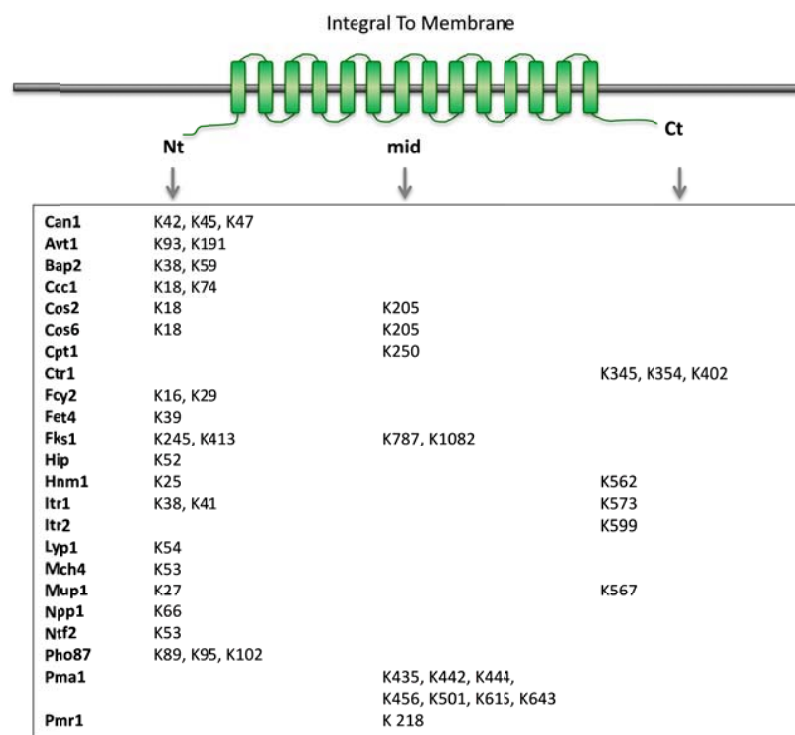 Integral To Membrane
Nt mid Ct
Can1 K42, K45, K47
Avt1 K93, K191
Bap2 K38, K59
Ccc1 K18, K74
Cos2 K18 K205
Cos6 K18 K205
Cpt1 K250
Ctr1 K345, K354, K402
Fcy2 K16, K29
Fet4 K39
Fks1 K245, K413 K787, K1082
Hip K52
Hnm1 K25 K562
Itr1 K38, K41 K573
Itr2 K599
Lyp1 K54
Mch4 K53
Mup1 K27 K567
Npp1 K66
Ntf2 K53
Pho87 K89, K95, K102
Pma1 K435, K442, K444,
K456, K501, K615, K643
Pmr1 K 218